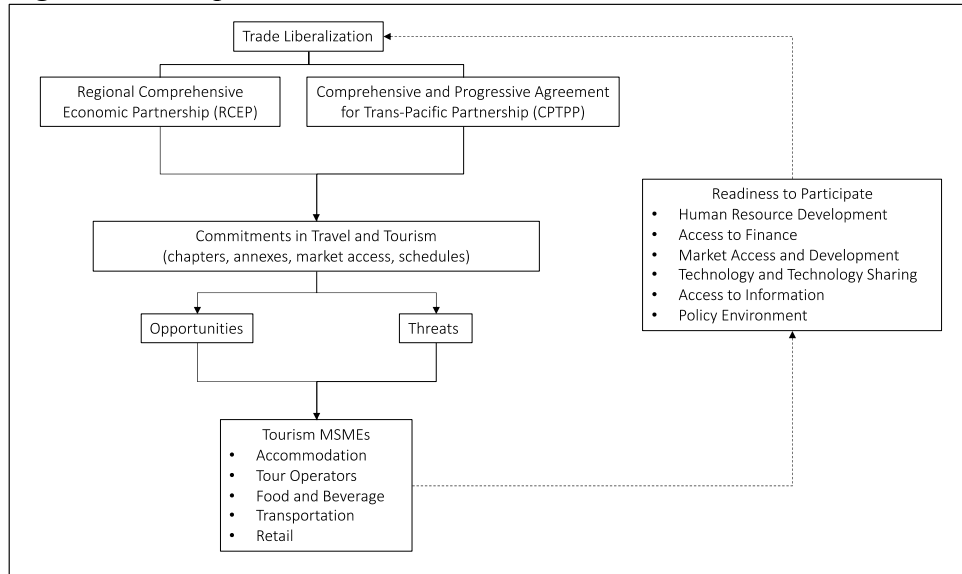 Trade Liberalization
Regional Comprehensive
Economic Partnership (RCEP)
Comprehensive and Progressive Agreement
for Trans-Pacific Partnership (CPTPP)
Commitments in Travel and Tourism
(chapters, annexes, market access, schedules)
Opportunities
Threats
Tourism MSMEs
• Accommodation
• Tour Operators
• Food and Beverage
• Transportation
• Retail
Readiness to Participate
• Human Resource Development
• Access to Finance
• Market Access and Development
• Technology and Technology Sharing
• Access to Information
• Policy Environment